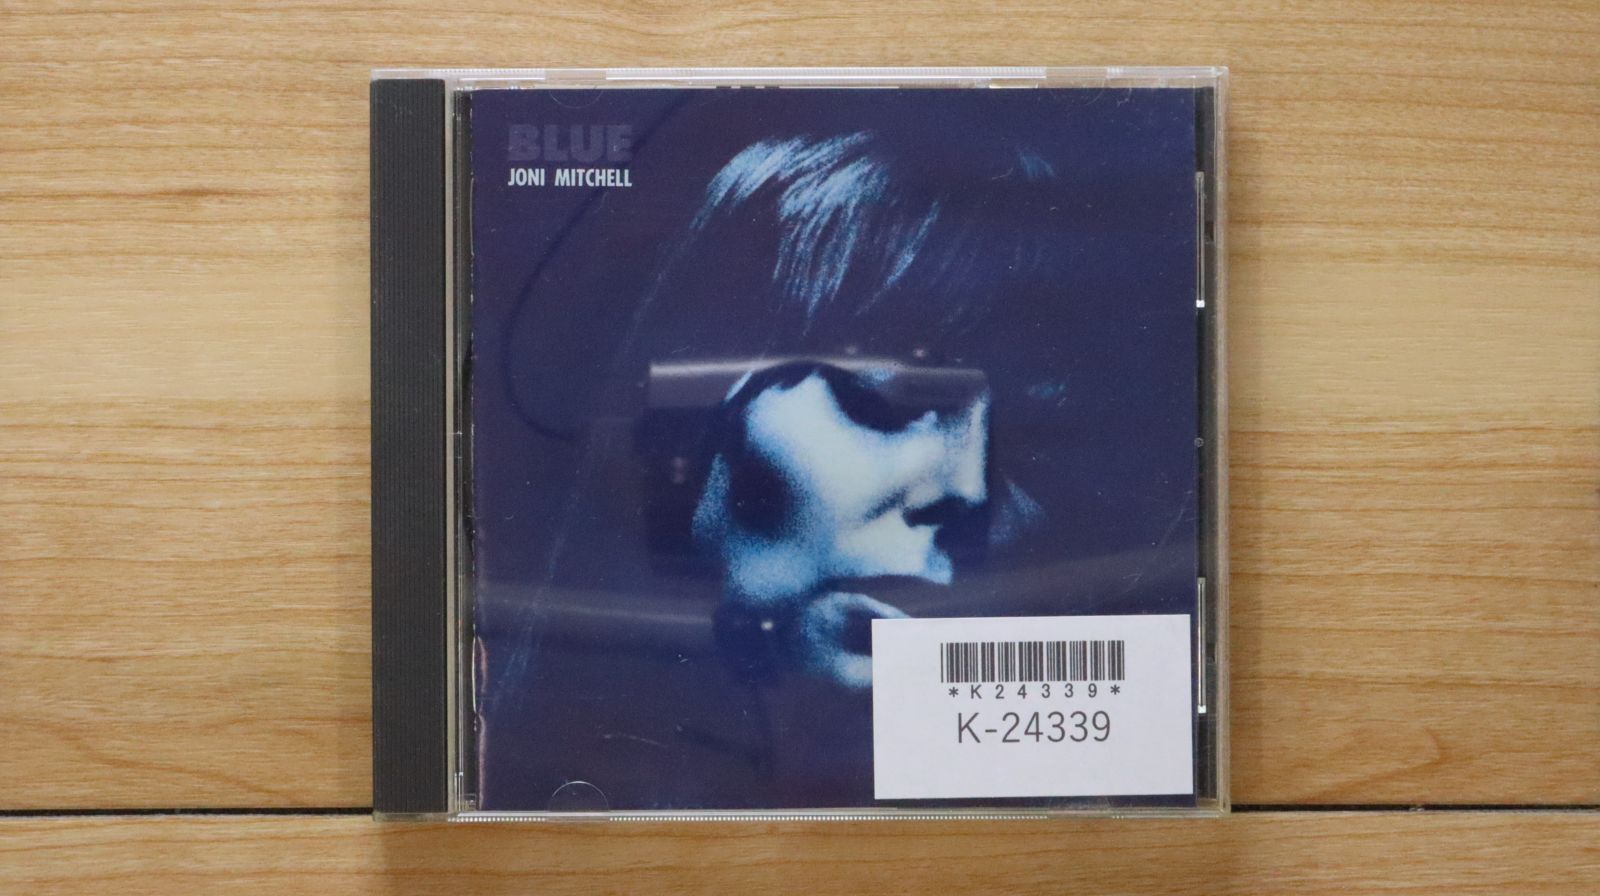 BLUE
JONI MITCHELL
*K24339*
K-24339